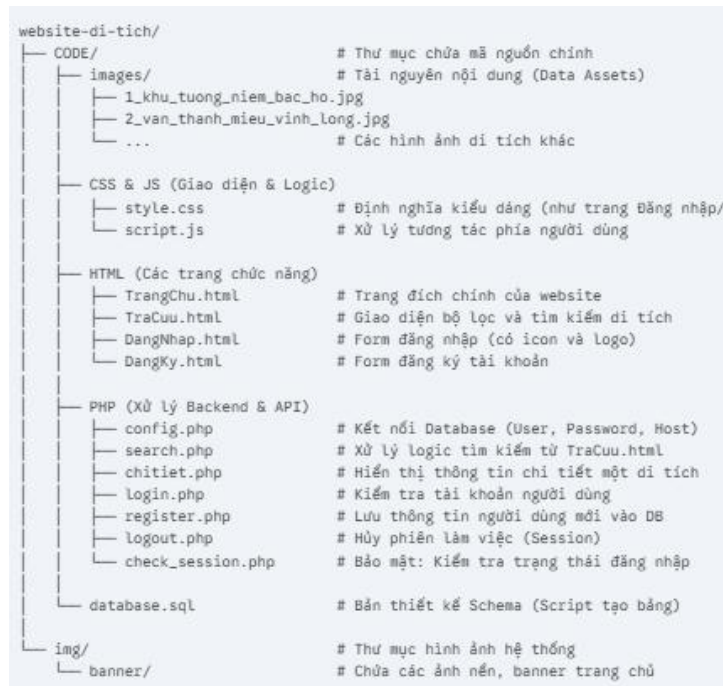 website-di-tich/
├── CODE/ # Thư mục chứa mã nguồn chính
│   ├── images/ # Tài nguyên nội dung (Data Assets)
│   │   ├── 1_khu_tuong_niem_bac_ho.jpg
│   │   ├── 2_van_thanh_mieu_vinh_long.jpg
│   │   └── ... # Các hình ảnh di tích khác
│   ├── CSS & JS (Giao diện & Logic)
│   │   ├── style.css # Định nghĩa kiểu dáng (như trang Đăng nhập/
│   │   └── script.js # Xử lý tương tác phía người dùng
│   ├── HTML (Các trang chức năng)
│   │   ├── TrangChu.html # Trang đích chính của website
│   │   ├── TraCuu.html # Giao diện bộ lọc và tìm kiếm di tích
│   │   ├── DangNhap.html # Form đăng nhập (có icon và logo)
│   │   └── DangKy.html # Form đăng ký tài khoản
│   ├── PHP (Xử lý Backend & API)
│   │   ├── config.php # Kết nối Database (User, Password, Host)
│   │   ├── search.php # Xử lý logic tìm kiếm từ TraCuu.html
│   │   ├── chitiet.php # Hiển thị thông tin chi tiết một di tích
│   │   ├── login.php # Kiểm tra tài khoản người dùng
│   │   ├── register.php # Lưu thông tin người dùng mới vào DB
│   │   ├── logout.php # Hủy phiên làm việc (Session)
│   │   └── check_session.php # Bảo mật: Kiểm tra trạng thái đăng nhập
│   └── database.sql # Bản thiết kế Schema (Script tạo bảng)
└── img/ # Thư mục hình ảnh hệ thống
    └── banner/ # Chứa các ảnh nền, banner trang chủ